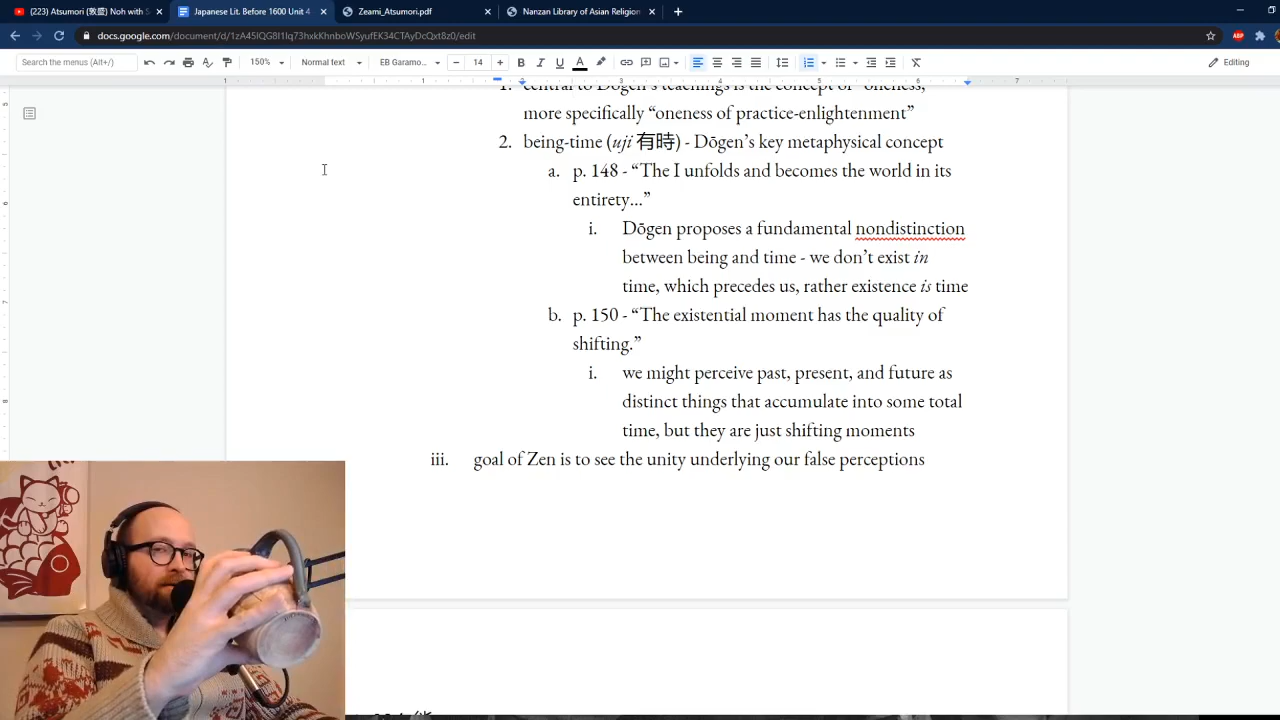 (223) Atsumori (敦盛) Noh with S
Japanese Lit. Before 1600 Unit 4
Zeami_Atsumori.pdf
Nanzan Library of Asian Religion
docs.google.com/document/d/
Search the menus (Alt+/)
150%
Normal text
EB Garamo...
14
Editing
1. central to Dōgen's teachings is the concept of "oneness,"
more specifically "oneness of practice-enlightenment"
2. being-time (uji 有時) - Dōgen's key metaphysical concept
a. p. 148 - "The I unfolds and becomes the world in its
entirety…"
i. Dōgen proposes a fundamental nondistinction
between being and time - we don't exist in
time, which precedes us, rather existence is time
b. p. 150 - "The existential moment has the quality of
shifting."
i. we might perceive past, present, and future as
distinct things that accumulate into some total
time, but they are just shifting moments
iii. goal of Zen is to see the unity underlying our false perceptions